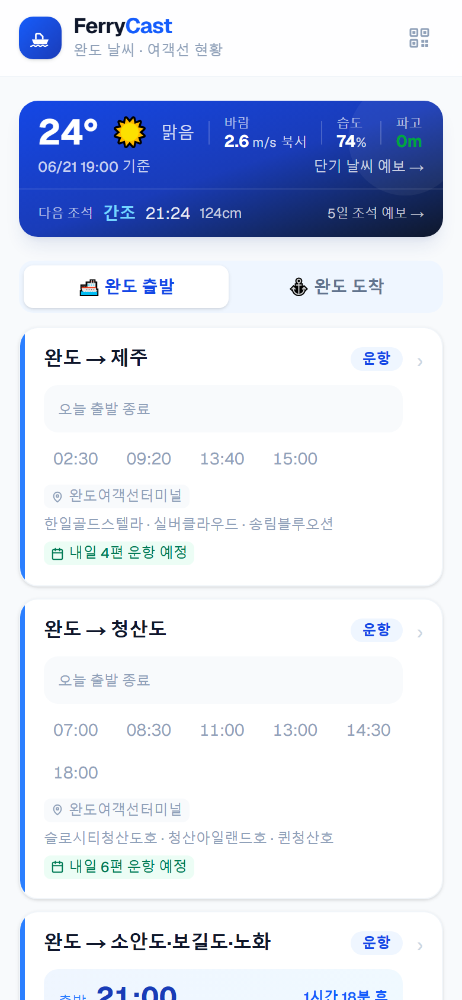 FerryCast
완도 날씨 · 여객선 현황
24° 맑음
바람
2.6 m/s 북서
습도
74%
파고
0m
06/21 19:00 기준
단기 날씨 예보 →
다음 조석 간조 21:24 124cm
5일 조석 예보 →
완도 출발
완도 도착
완도 → 제주
운항
오늘 출발 종료
02:30 09:20 13:40 15:00
완도여객선터미널
한일골드스텔라 · 실버클라우드 · 송림블루오션
내일 4편 운항 예정
완도 → 청산도
운항
오늘 출발 종료
07:00 08:30 11:00 13:00 14:30
18:00
완도여객선터미널
슬로시티청산도호 · 청산아일랜드호 · 퀸청산호
내일 6편 운항 예정
완도 → 소안도·보길도·노화
운항
출발 21:00 1시간 18분 후